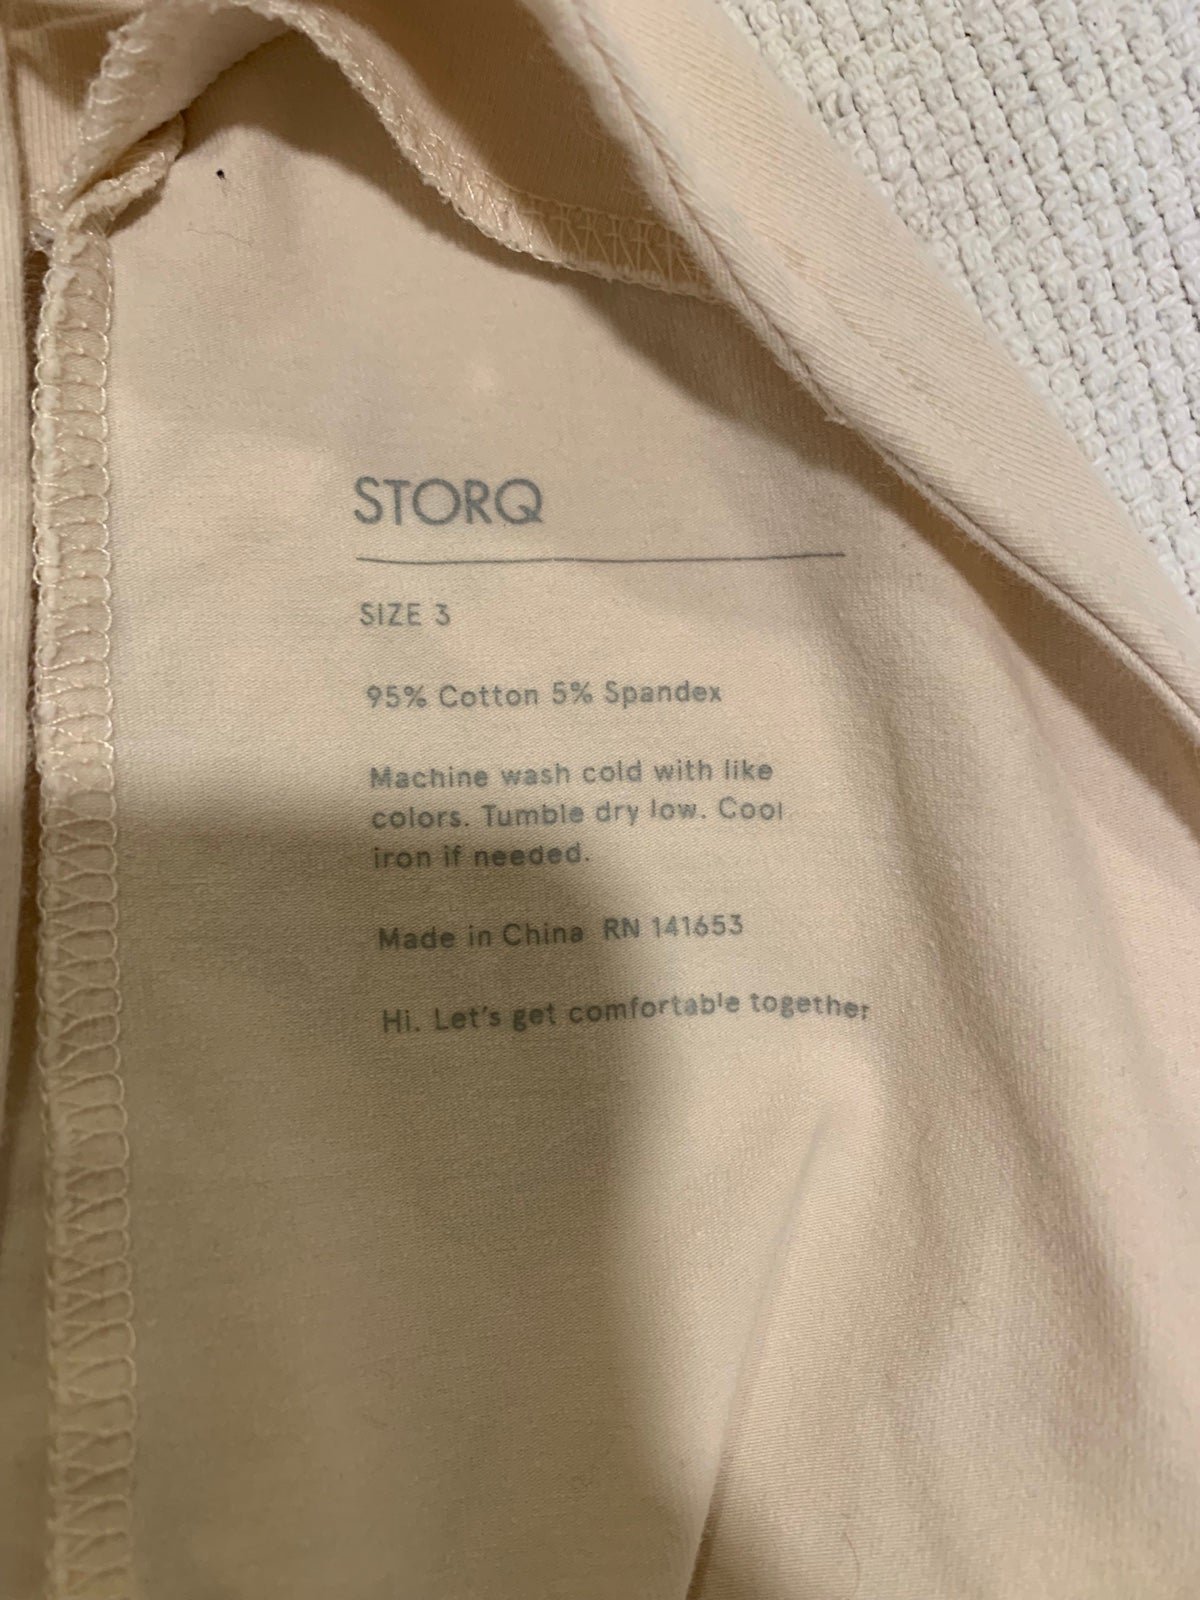 STORQ
SIZE 3
95% Cotton 5% Spandex
Machine wash cold with like
colors. Tumble dry low. Cool
iron if needed.
Made in China RN 141653
Hi. Let's get comfortable together